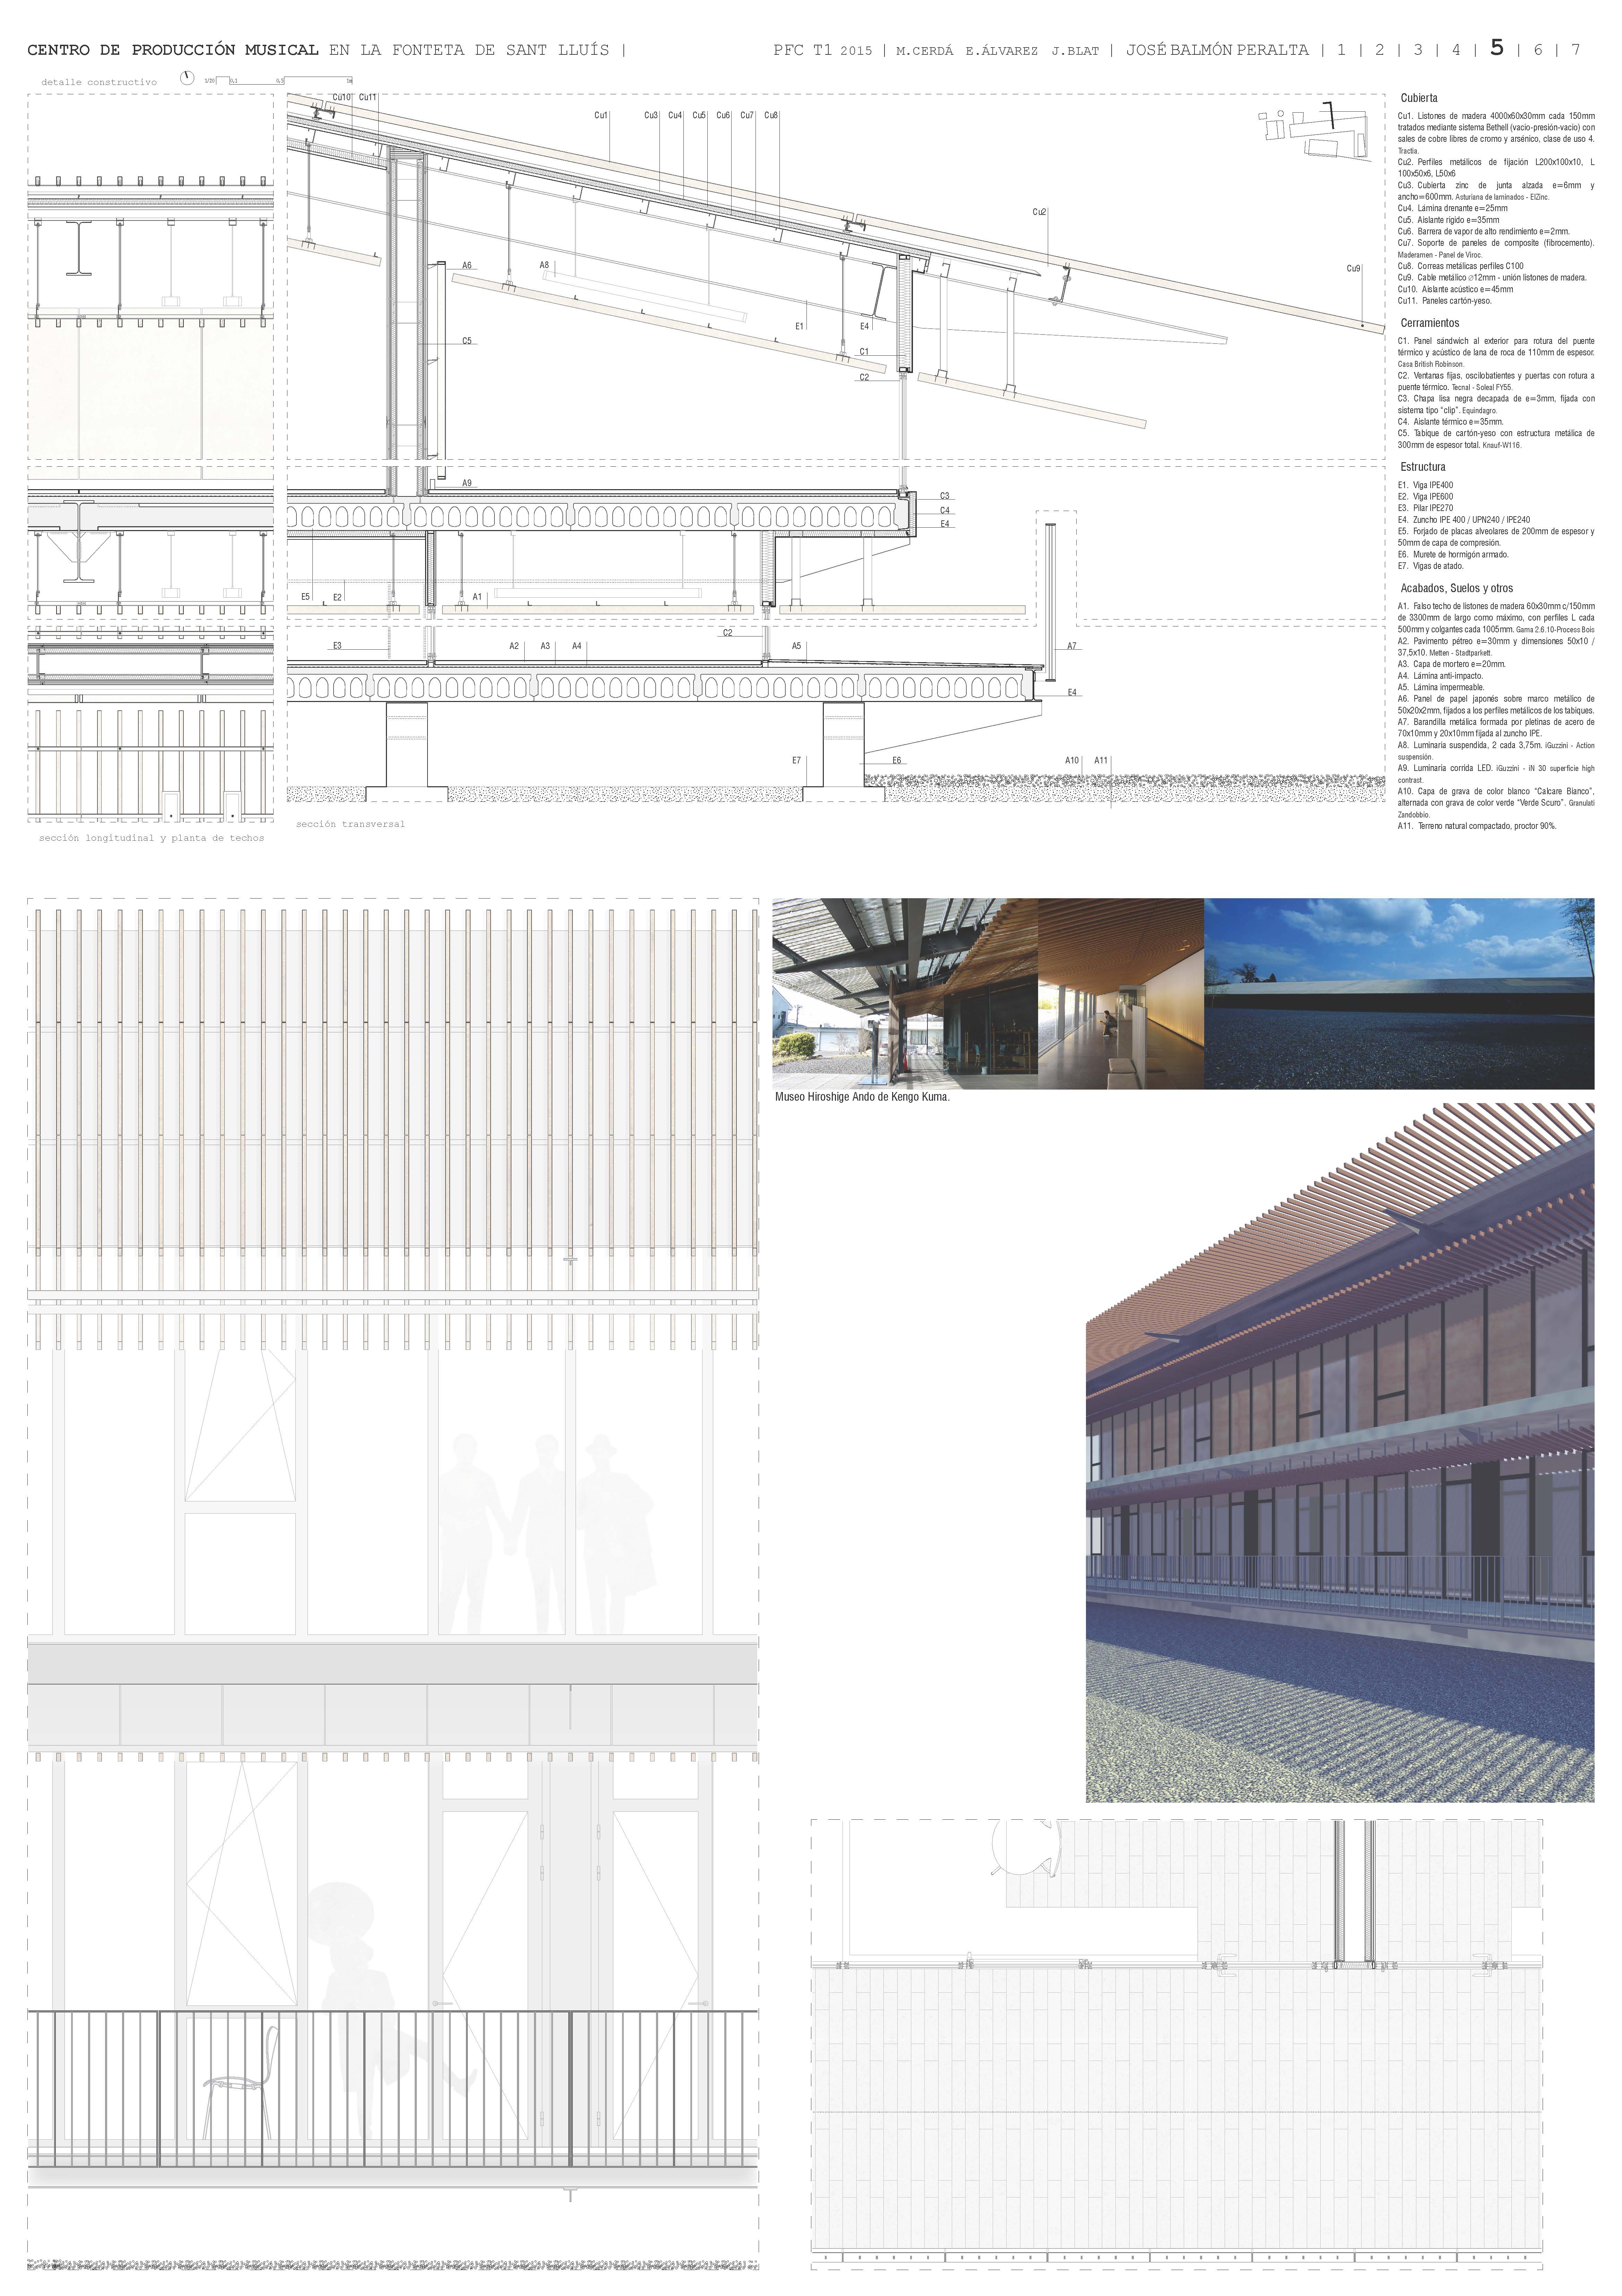 CENTRO DE PRODUCCIÓN MUSICAL EN LA FONTETA DE SANT LLUÍS |
PFC T1 2015 | M.CERDÁ E.ÁLVAREZ J.BLAT | JOSÉ BALMÓN PERALTA | 1 | 2 | 3 | 4 | 5 | 6 | 7
detalle constructivo
1/20 0,1 0,5 1m
Cu10 Cu11
Cu1 Cu3 Cu4 Cu5 Cu6 Cu7 Cu8
Cu2
Cu9
A6 A8
E1 E4
C5
C1
C2
A9
C3
C4
E4
E5 E2 A1
C2
E3 A2 A3 A4 A5 A7
E4
E7 E6 A10 A11
sección transversal
sección longitudinal y planta de techos
Cubierta
Cu1. Listones de madera 4000x60x30mm cada 150mm
tratados mediante sistema Bethell (vacio-presión-vacio) con
sales de cobre libres de cromo y arsénico, clase de uso 4.
Tractia.
Cu2. Perfiles metálicos de fijación L200x100x10, L
100x50x6, L50x6
Cu3. Cubierta zinc de junta alzada e=6mm y
ancho=600mm. Asturiana de laminados - ElZinc.
Cu4. Lámina drenante e=25mm
Cu5. Aislante rigido e=35mm
Cu6. Barrera de vapor de alto rendimiento e=2mm.
Cu7. Soporte de paneles de composite (fibrocemento).
Maderamen - Panel de Viroc.
Cu8. Correas metálicas perfiles C100
Cu9. Cable metálico ∅12mm - unión listones de madera.
Cu10. Aislante acústico e=45mm
Cu11. Paneles cartón-yeso.
Cerramientos
C1. Panel sándwich al exterior para rotura del puente
térmico y acústico de lana de roca de 110mm de espesor.
Casa British Robinson.
C2. Ventanas fijas, oscilobatientes y puertas con rotura a
puente térmico. Tecnal - Soleal FY55.
C3. Chapa lisa negra decapada de e=3mm, fijada con
sistema tipo “clip”. Equindagro.
C4. Aislante térmico e=35mm.
C5. Tabique de cartón-yeso con estructura metálica de
300mm de espesor total. Knauf-W116.
Estructura
E1. Viga IPE400
E2. Viga IPE600
E3. Pilar IPE270
E4. Zuncho IPE 400 / UPN240 / IPE240
E5. Forjado de placas alveolares de 200mm de espesor y
50mm de capa de compresión.
E6. Murete de hormigón armado.
E7. Vigas de atado.
Acabados, Suelos y otros
A1. Falso techo de listones de madera 60x30mm c/150mm
de 3300mm de largo como máximo, con perfiles L cada
500mm y colgantes cada 1005mm. Gama 2.6.10-Process Bois
A2. Pavimento pétreo e=30mm y dimensiones 50x10 /
37,5x10. Metten - Stadtparkett.
A3. Capa de mortero e=20mm.
A4. Lámina anti-impacto.
A5. Lámina impermeable.
A6. Panel de papel japonés sobre marco metálico de
50x20x2mm, fijados a los perfiles metálicos de los tabiques.
A7. Barandilla metálica formada por pletinas de acero de
70x10mm y 20x10mm fijada al zuncho IPE.
A8. Luminaria suspendida, 2 cada 3,75m. iGuzzini - Action
suspensión.
A9. Luminaria corrida LED. iGuzzini - iN 30 superficie high
contrast.
A10. Capa de grava de color blanco “Calcare Bianco”,
alternada con grava de color verde “Verde Scuro”. Granulati
Zandobbio.
A11. Terreno natural compactado, proctor 90%.
Museo Hiroshige Ando de Kengo Kuma.